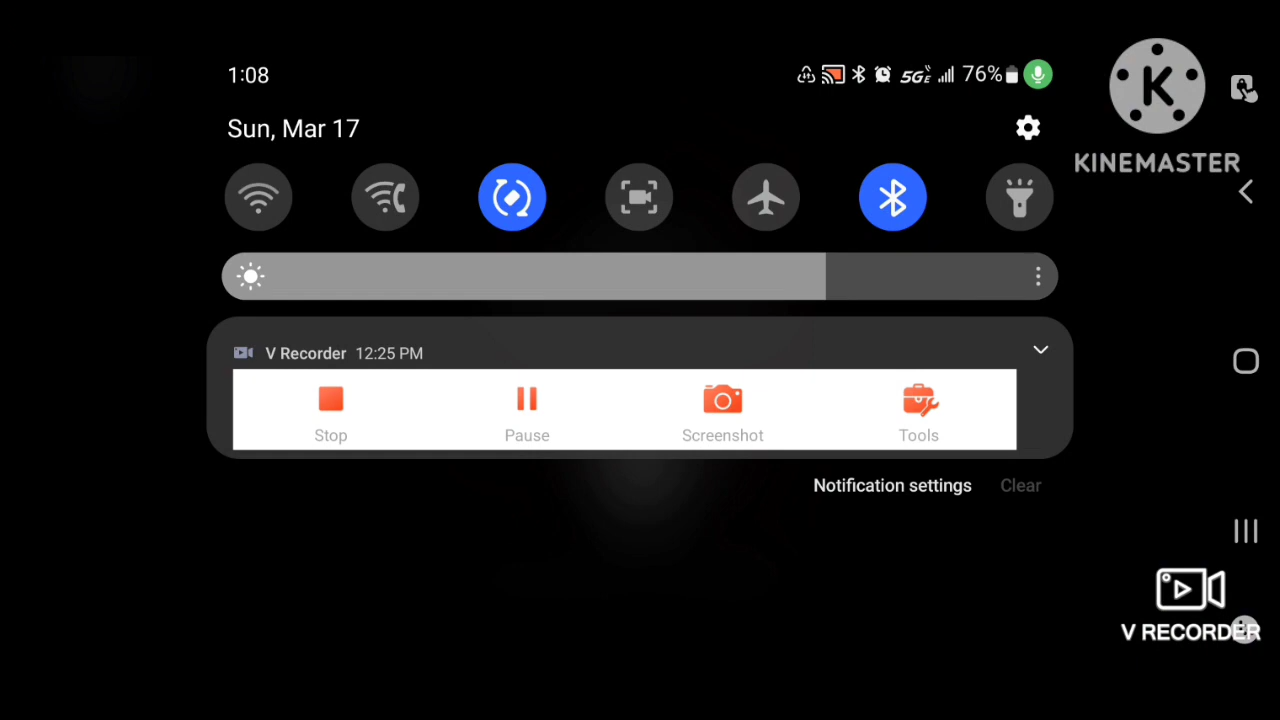 1:08
5GE 76%
Sun, Mar 17
K
KINEMASTER
V Recorder 12:25 PM
Stop Pause Screenshot Tools
Notification settings Clear
V RECORDER